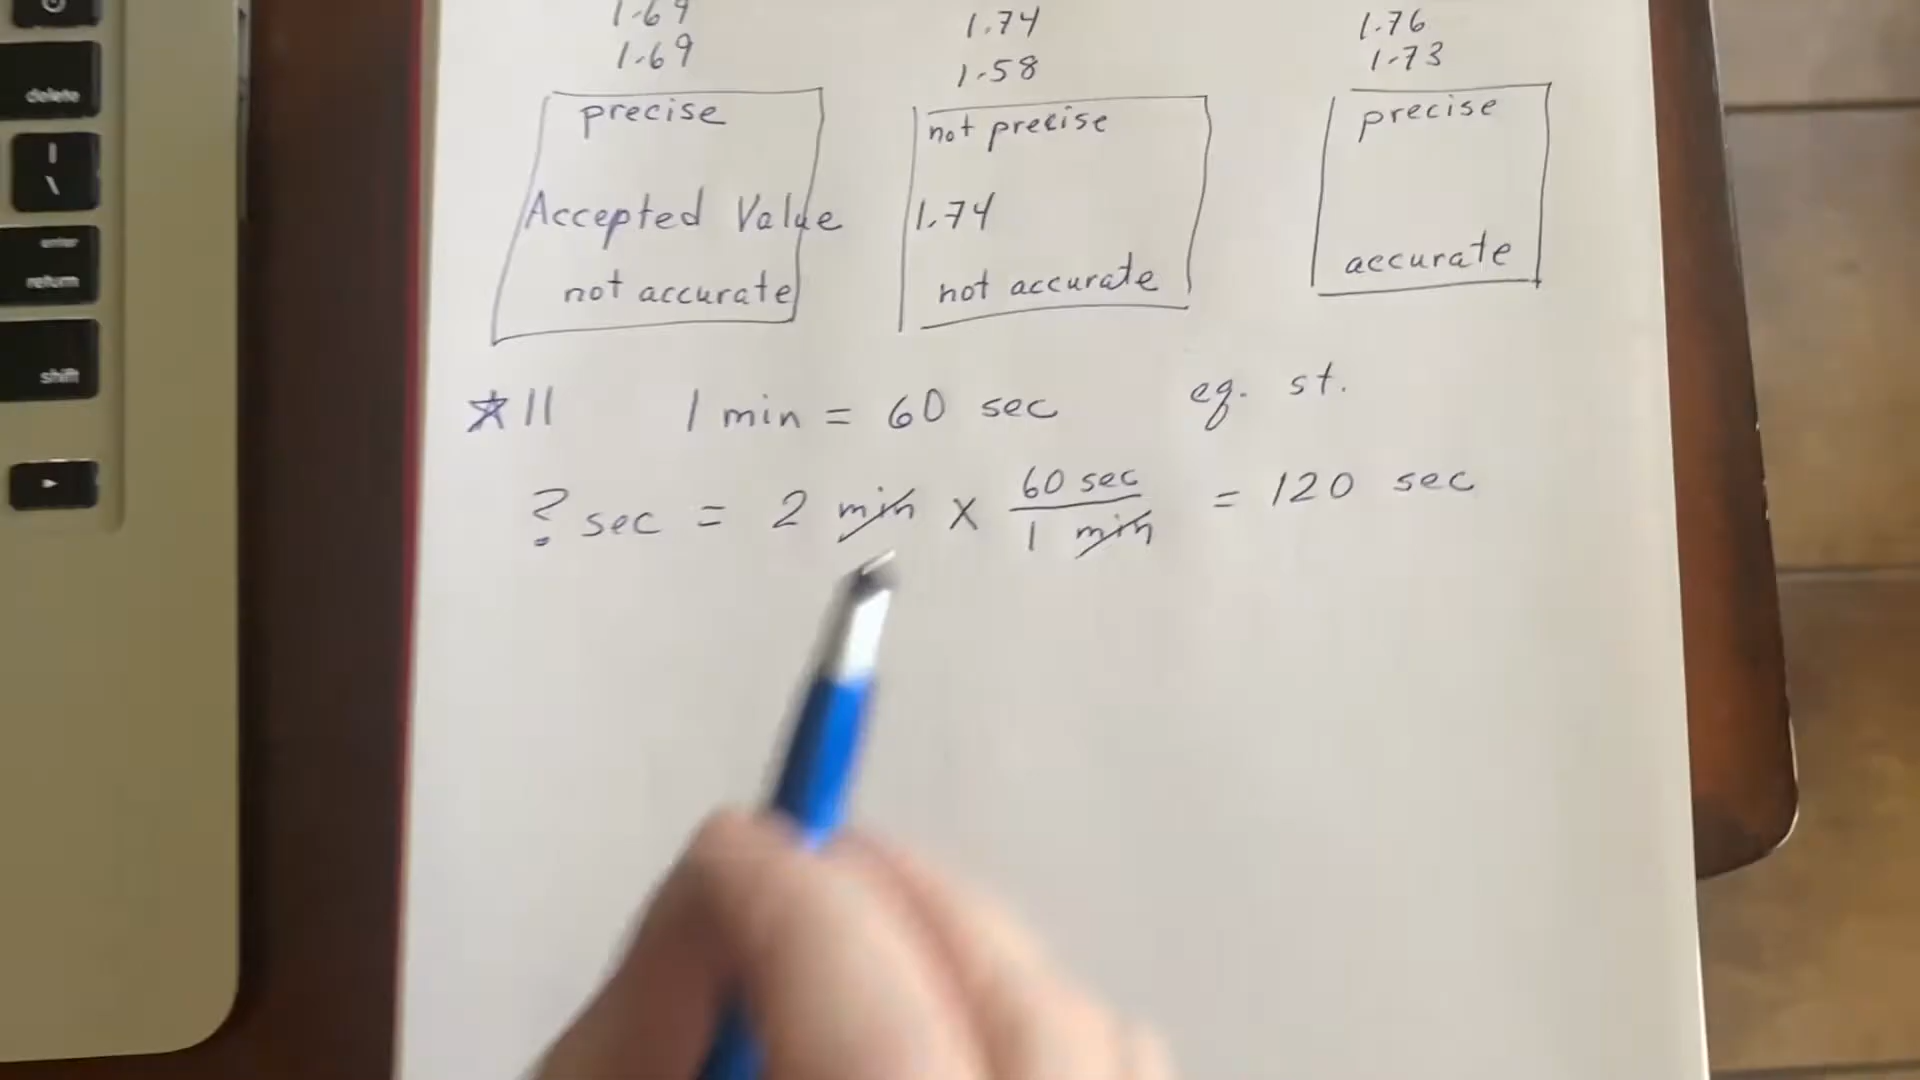 delete
|
\
enter
return
shift
1.69 1.74 1.76
1.69 1.58 1.73
precise not precise precise
Accepted Value 1.74
not accurate not accurate accurate
☆11 1 min = 60 sec eq. st.
? sec = 2 min x 60 sec / 1 min = 120 sec